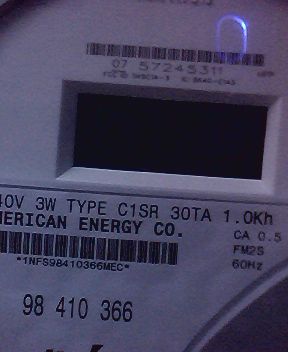 07 57245311
40V 3W TYPE C1SR 30TA 1.0Kh
MERICAN ENERGY CO. CA 0.5
FM2S
*1NFS98410366MEC* 60Hz
98 410 366